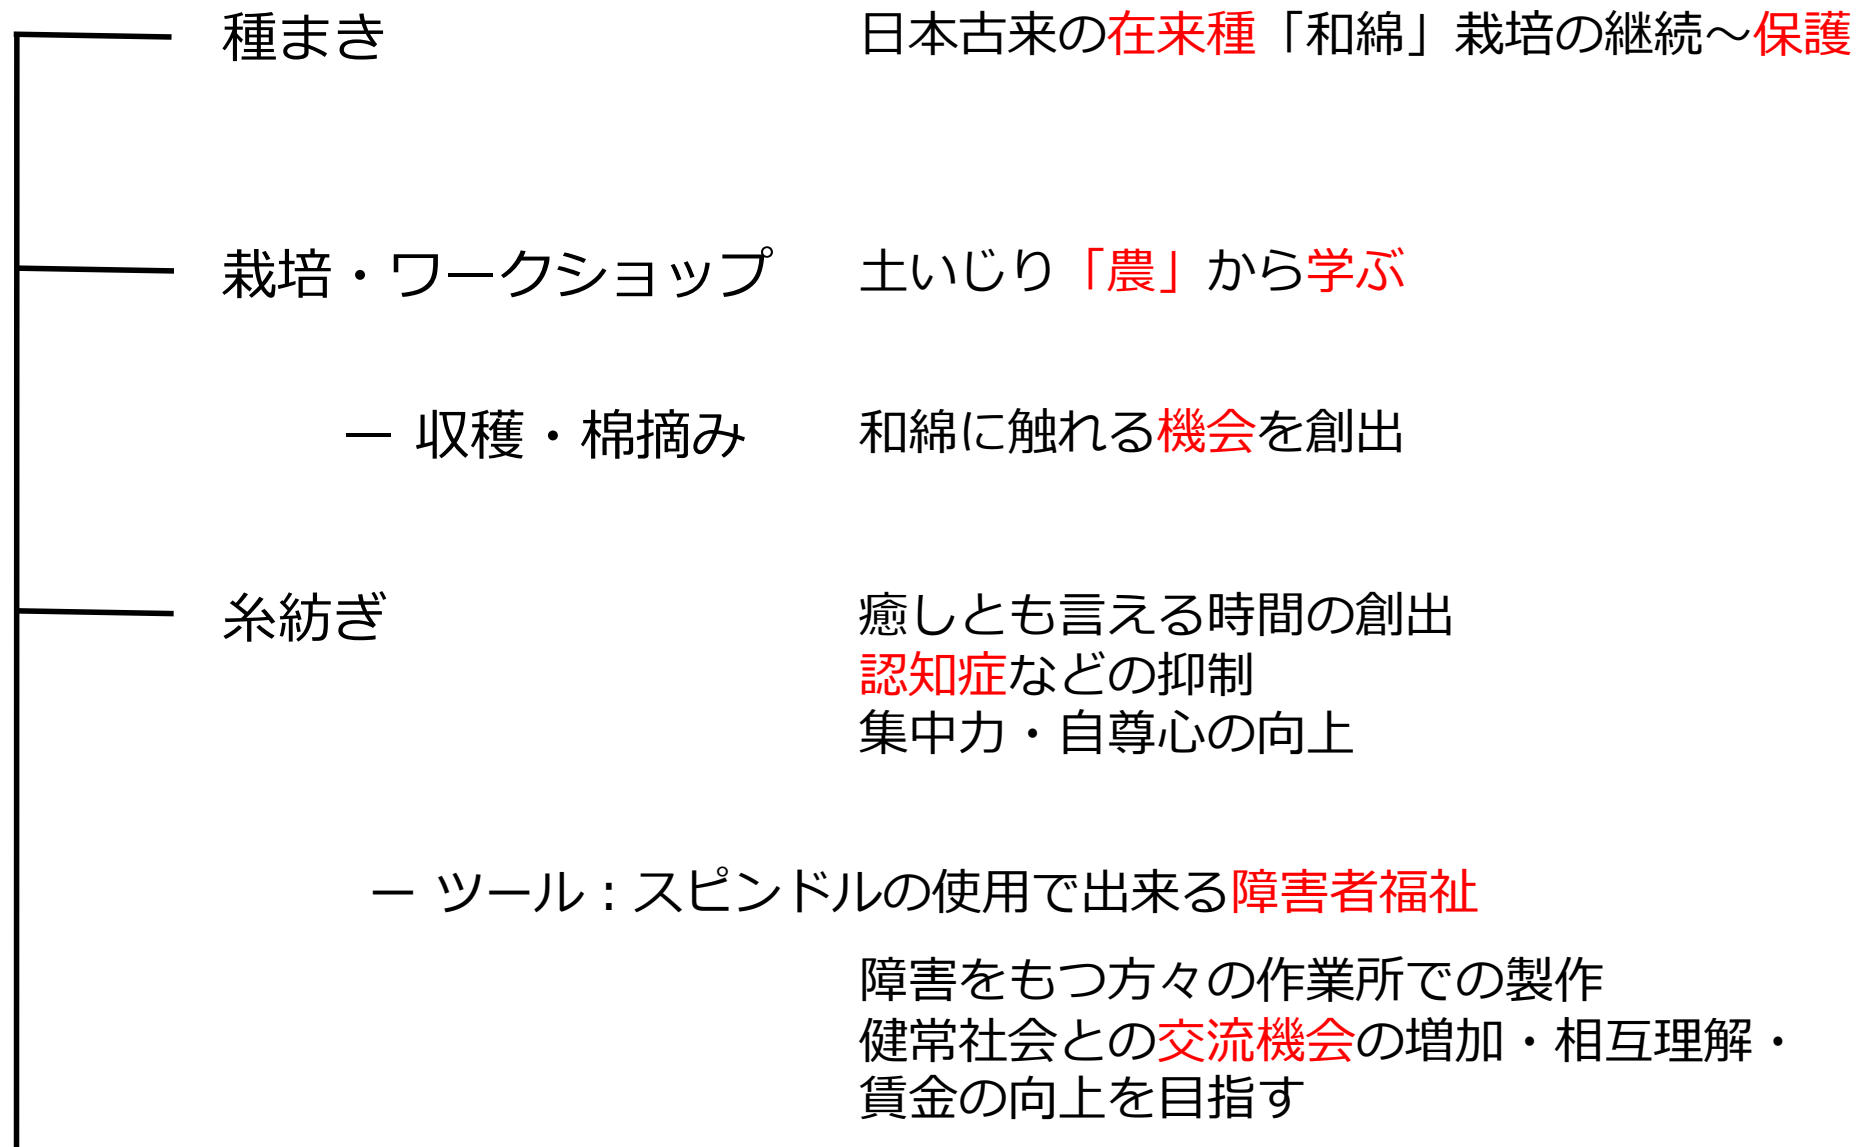 種まき 日本古来の在来種「和綿」栽培の継続～保護
栽培・ワークショップ 土いじり「農」から学ぶ
ー 収穫・棉摘み 和綿に触れる機会を創出
糸紡ぎ 癒しとも言える時間の創出
認知症などの抑制
集中力・自尊心の向上
ー ツール：スピンドルの使用で出来る障害者福祉
障害をもつ方々の作業所での製作
健常社会との交流機会の増加・相互理解・
賃金の向上を目指す